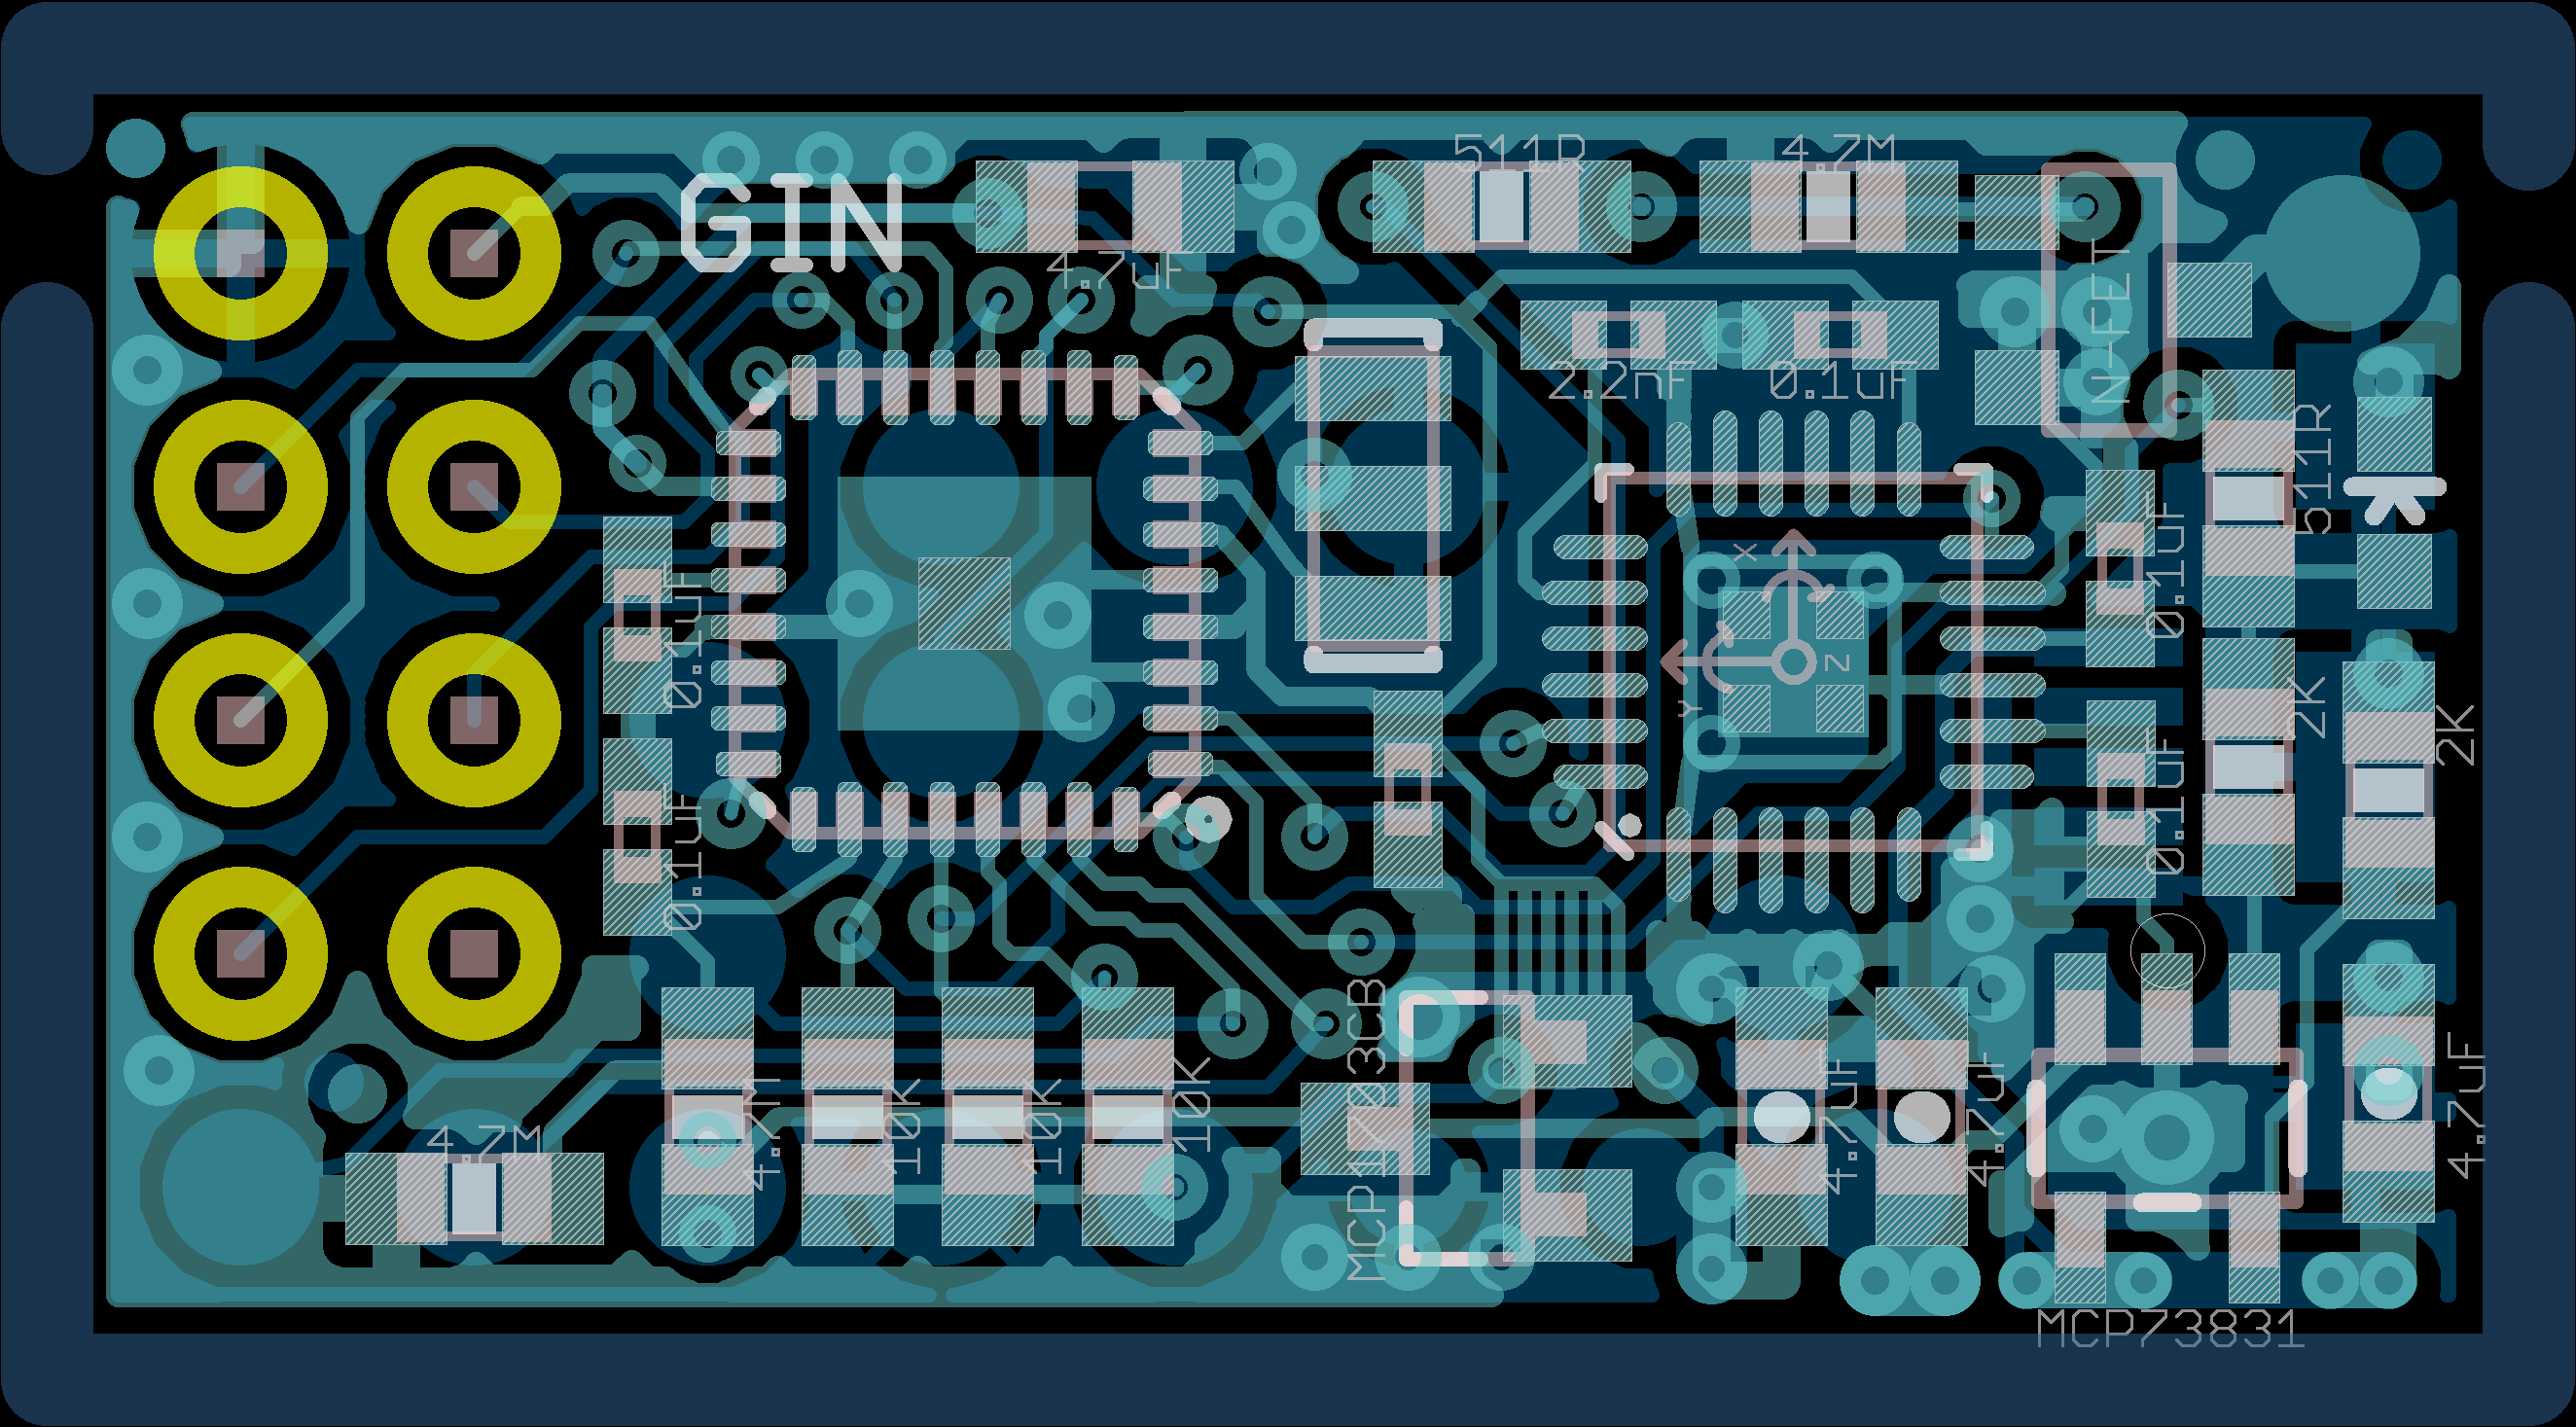 511R
4.7M
GIN
4.7uF
N-FET
2.2nF
0.1uF
511R
0.1uF
X
0.1uF
Z
Y
2K
2K
0.1uF
0.1uF
MCP1703CB
4.7uF
4.7M
10K
10K
10K
4.7uF
4.7uF
4.7M
MCP73831